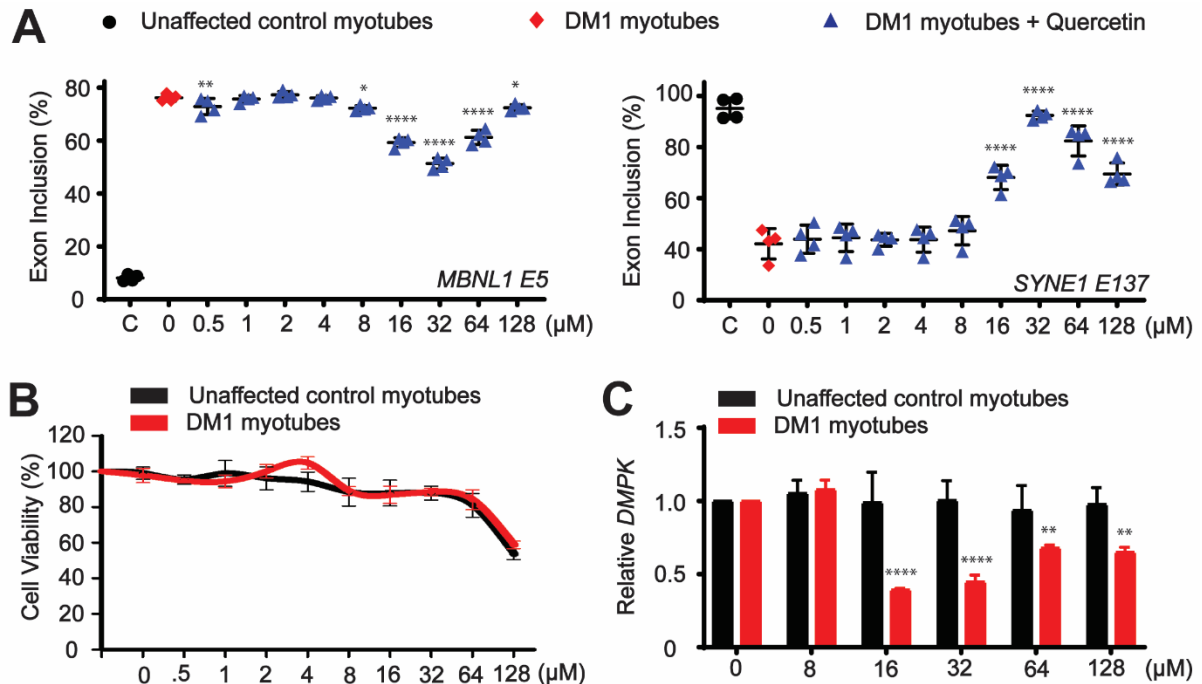 A
Unaffected control myotubes
DM1 myotubes
DM1 myotubes + Quercetin
Exon Inclusion (%)
80
60
40
20
0
** * **** **** **** *
MBNL1 E5
C 0 0.5 1 2 4 8 16 32 64 128 (μM)
Exon Inclusion (%)
100
80
60
40
20
0
**** **** **** ****
SYNE1 E137
C 0 0.5 1 2 4 8 16 32 64 128 (μM)
B
Unaffected control myotubes
DM1 myotubes
Cell Viability (%)
120
100
80
60
40
20
0
0 .5 1 2 4 8 16 32 64 128 (μM)
C
Unaffected control myotubes
DM1 myotubes
Relative DMPK
1.5
1.0
0.5
0
**** **** ** **
0 8 16 32 64 128 (μM)